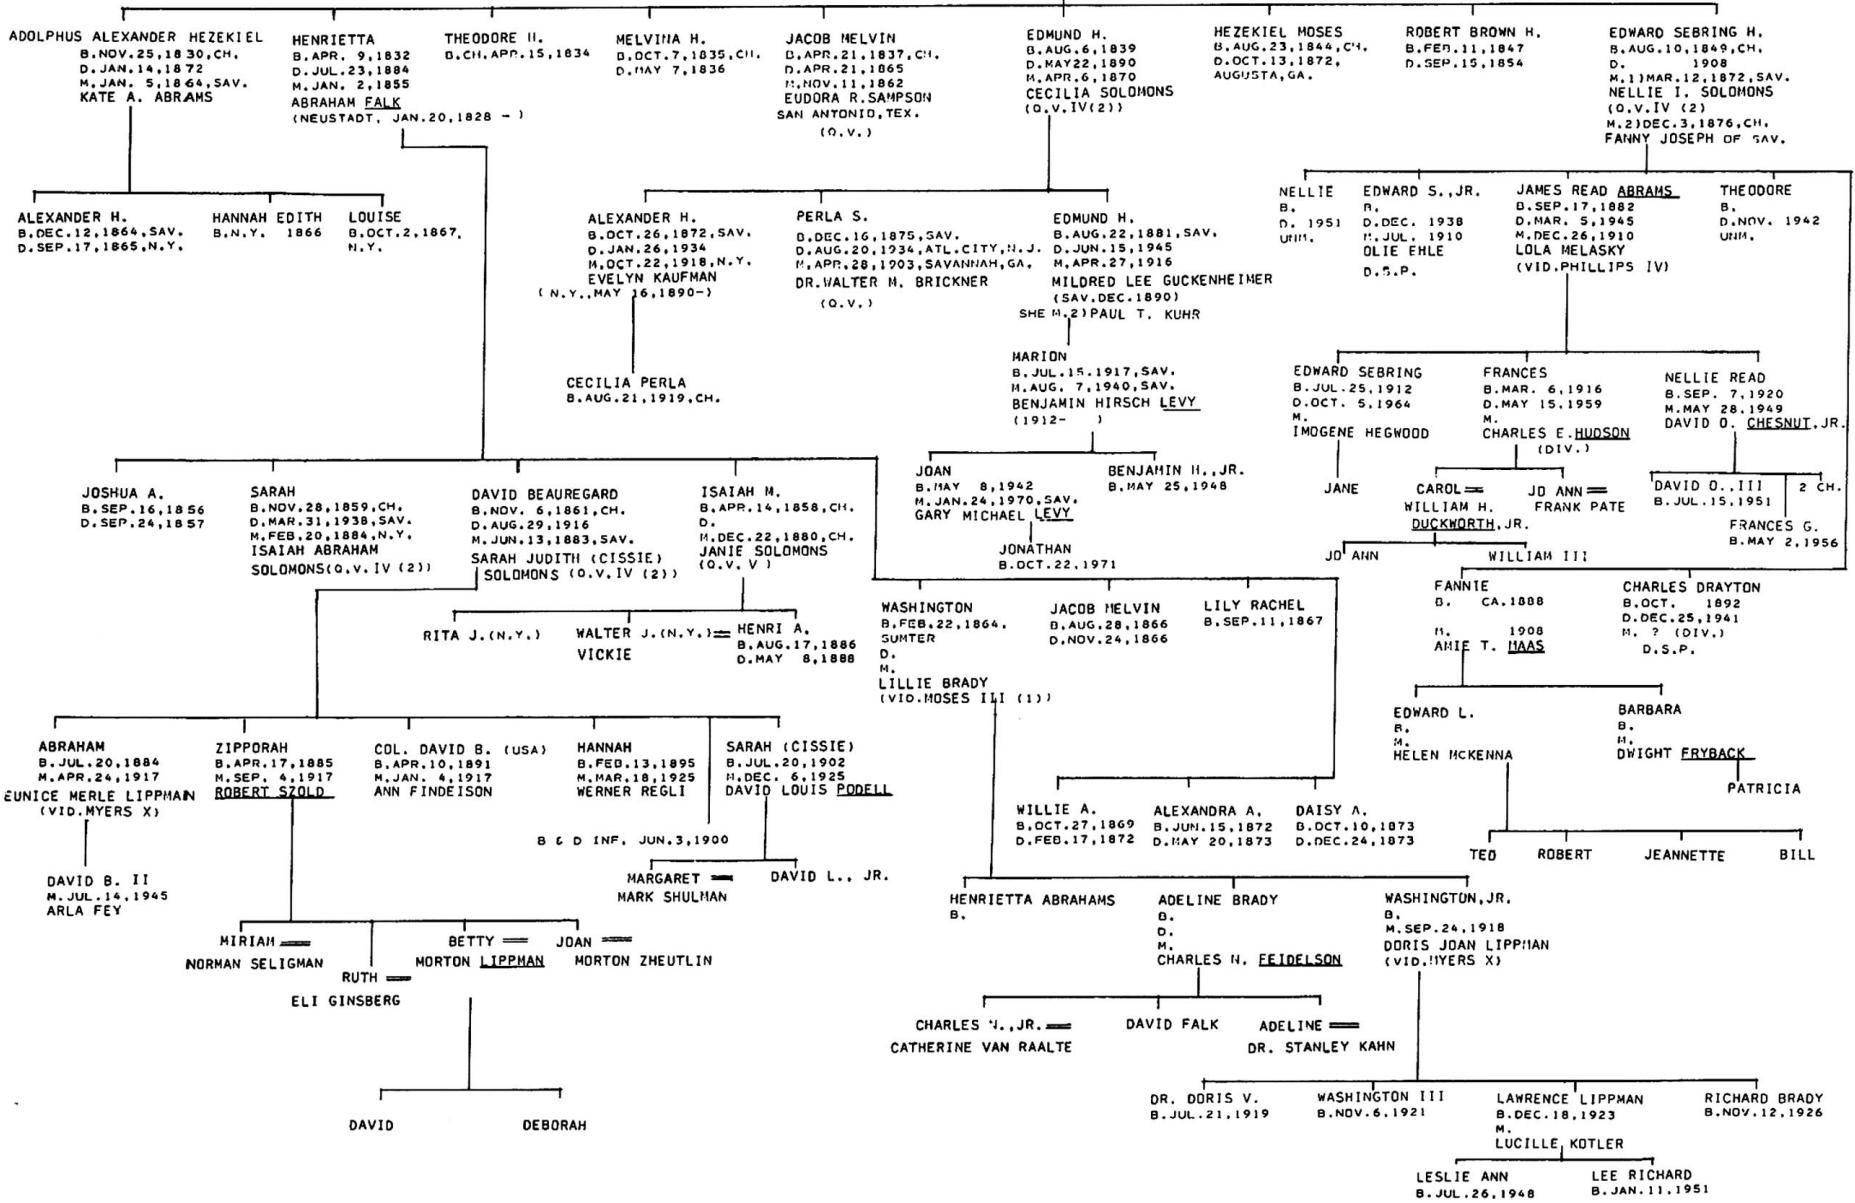 ADOLPHUS ALEXANDER HEZEKIEL
B.NOV.25,1830,CH.
D.JAN.14,1872
M.JAN. 5,1864,SAV.
KATE A. ABRAMS
HENRIETTA
B.APR. 9,1832
D.JUL.23,1884
M.JAN. 2,1855
ABRAHAM FALK
(NEUSTADT, JAN.20,1828 - )
THEODORE H.
B.CH.APR.15,1834
MELVINA H.
B.OCT.7,1835,CH.
D.MAY 7,1836
JACOB MELVIN
B.APR.21,1837,CH.
D.APR.21,1865
M.NOV.11,1862
EUDORA R.SAMPSON
SAN ANTONIO,TEX.
(Q.V.)
EDMUND H.
B.AUG.6,1839
D.MAY22,1890
M.APR.6,1870
CECILIA SOLOMONS
(Q.V.IV(2))
HEZEKIEL MOSES
B.AUG.23,1844,CH.
D.OCT.13,1872,
AUGUSTA,GA.
ROBERT BROWN H.
B.FEB.11,1847
D.SEP.15,1854
EDWARD SEBRING H.
B.AUG.10,1849,CH.
D. 1908
M.1)MAR.12,1872,SAV.
NELLIE I. SOLOMONS
(Q.V.IV (2)
M.2)DEC.3,1876,CH.
FANNY JOSEPH OF SAV.
ALEXANDER H.
B.DEC.12,1864,SAV.
D.SEP.17,1865,N.Y.
HANNAH EDITH
B.N.Y. 1866
LOUISE
B.OCT.2,1867,
N.Y.
ALEXANDER H.
B.OCT.26,1872,SAV.
D.JAN.26,1934
M.OCT.22,1918,N.Y.
EVELYN KAUFMAN
(N.Y.,MAY 16,1890-)
PERLA S.
B.DEC.16,1875,SAV.
D.AUG.20,1934,ATL.CITY,N.J.
M.APR.28,1903,SAVANNAH,GA.
DR.WALTER M. BRICKNER
(Q.V.)
EDMUND H.
B.AUG.22,1881,SAV.
D.JUN.15,1945
M.APR.27,1916
MILDRED LEE GUCKENHEIMER
(SAV.DEC.1890)
SHE M.2)PAUL T. KUHR
NELLIE
B.
D. 1951
UNM.
EDWARD S.,JR.
B.
D.DEC. 1938
M.JUL. 1910
OLIE EHLE
D.S.P.
JAMES READ ABRAMS
B.SEP.17,1882
D.MAR. 5,1945
M.DEC.26,1910
LOLA MELASKY
(VID.PHILLIPS IV)
THEODORE
B.
D.NOV. 1942
UNM.
CECILIA PERLA
B.AUG.21,1919,CH.
MARION
B.JUL.15.1917,SAV.
M.AUG. 7,1940,SAV.
BENJAMIN HIRSCH LEVY
(1912- )
EDWARD SEBRING
B.JUL.25,1912
D.OCT. 5,1964
M.
IMOGENE HEGWOOD
FRANCES
B.MAR. 6,1916
D.MAY 15,1959
M.
CHARLES E.HUDSON
(DIV.)
NELLIE READ
B.SEP. 7,1920
M.MAY 28.1949
DAVID O. CHESNUT,JR.
JOSHUA A.
B.SEP.16,1856
D.SEP.24,1857
SARAH
B.NOV.28,1859,CH.
D.MAR.31,1938,SAV.
M.FEB.20,1884,N.Y.
ISAIAH ABRAHAM
SOLOMONS(Q.V.IV (2))
DAVID BEAUREGARD
B.NOV. 6,1861,CH.
D.AUG.29,1916
M.JUN.13,1883,SAV.
SARAH JUDITH (CISSIE)
SOLOMONS (Q.V.IV (2))
ISAIAH M.
B.APR.14,1858,CH.
D.
M.DEC.22,1880,CH.
JANIE SOLOMONS
(Q.V. V)
JOAN
B.MAY 8,1942
M.JAN.24,1970,SAV.
GARY MICHAEL LEVY
BENJAMIN H.,JR.
B.MAY 25,1948
JONATHAN
B.OCT.22,1971
JANE
CAROL=
WILLIAM H.
DUCKWORTH,JR.
JO ANN=
FRANK PATE
DAVID O.,III
B.JUL.15,1951
2 CH.
FRANCES G.
B.MAY 2,1956
JO ANN
WILLIAM III
RITA J.(N.Y.)
WALTER J.(N.Y.)=
VICKIE
HENRI A.
B.AUG.17,1886
D.MAY 8,1888
WASHINGTON
B.FEB.22,1864,
SUMTER
D.
M.
LILLIE BRADY
(VID.MOSES III (1))
JACOB MELVIN
B.AUG.28,1866
D.NOV.24,1866
LILY RACHEL
B.SEP.11,1867
FANNIE
B. CA.1888
M. 1908
AMIE T. MAAS
CHARLES DRAYTON
B.OCT. 1892
D.DEC.25,1941
M. ? (DIV.)
D.S.P.
ABRAHAM
B.JUL.20,1884
M.APR.24,1917
EUNICE MERLE LIPPMAN
(VID.MYERS X)
ZIPPORAH
B.APR.17,1885
M.SEP. 4,1917
ROBERT SZOLD
COL. DAVID B. (USA)
B.APR.10,1891
M.JAN. 4,1917
ANN FINDEISON
HANNAH
B.FEB.13,1895
M.MAR.18,1925
WERNER REGLI
SARAH (CISSIE)
B.JUL.20,1902
M.DEC. 6,1925
DAVID LOUIS PODELL
B & D INF. JUN.3,1900
EDWARD L.
B.
M.
HELEN MCKENNA
BARBARA
B.
M.
DWIGHT FRYBACK
PATRICIA
WILLIE A.
B.OCT.27,1869
D.FEB.17,1872
ALEXANDRA A.
B.JUN.15,1872
D.MAY 20,1873
DAISY A.
B.OCT.10,1873
D.DEC.24,1873
TED
ROBERT
JEANNETTE
BILL
DAVID B. II
M.JUL.14,1945
ARLA FEY
MARGARET =
MARK SHULMAN
DAVID L., JR.
HENRIETTA ABRAHAMS
B.
ADELINE BRADY
B.
D.
M.
CHARLES N. FEIDELSON
WASHINGTON,JR.
B.
M.SEP.24,1918
DORIS JOAN LIPPMAN
(VID.MYERS X)
MIRIAM =
NORMAN SELIGMAN
RUTH =
ELI GINSBERG
BETTY =
MORTON LIPPMAN
JOAN =
MORTON ZHEUTLIN
CHARLES N.,JR.=
CATHERINE VAN RAALTE
DAVID FALK
ADELINE =
DR. STANLEY KAHN
DAVID
DEBORAH
DR. DORIS V.
B.JUL.21,1919
WASHINGTON III
B.NOV.6,1921
LAWRENCE LIPPMAN
B.DEC.18,1923
M.
LUCILLE KOTLER
RICHARD BRADY
B.NOV.12,1926
LESLIE ANN
B.JUL.26,1948
LEE RICHARD
B.JAN.11,1951